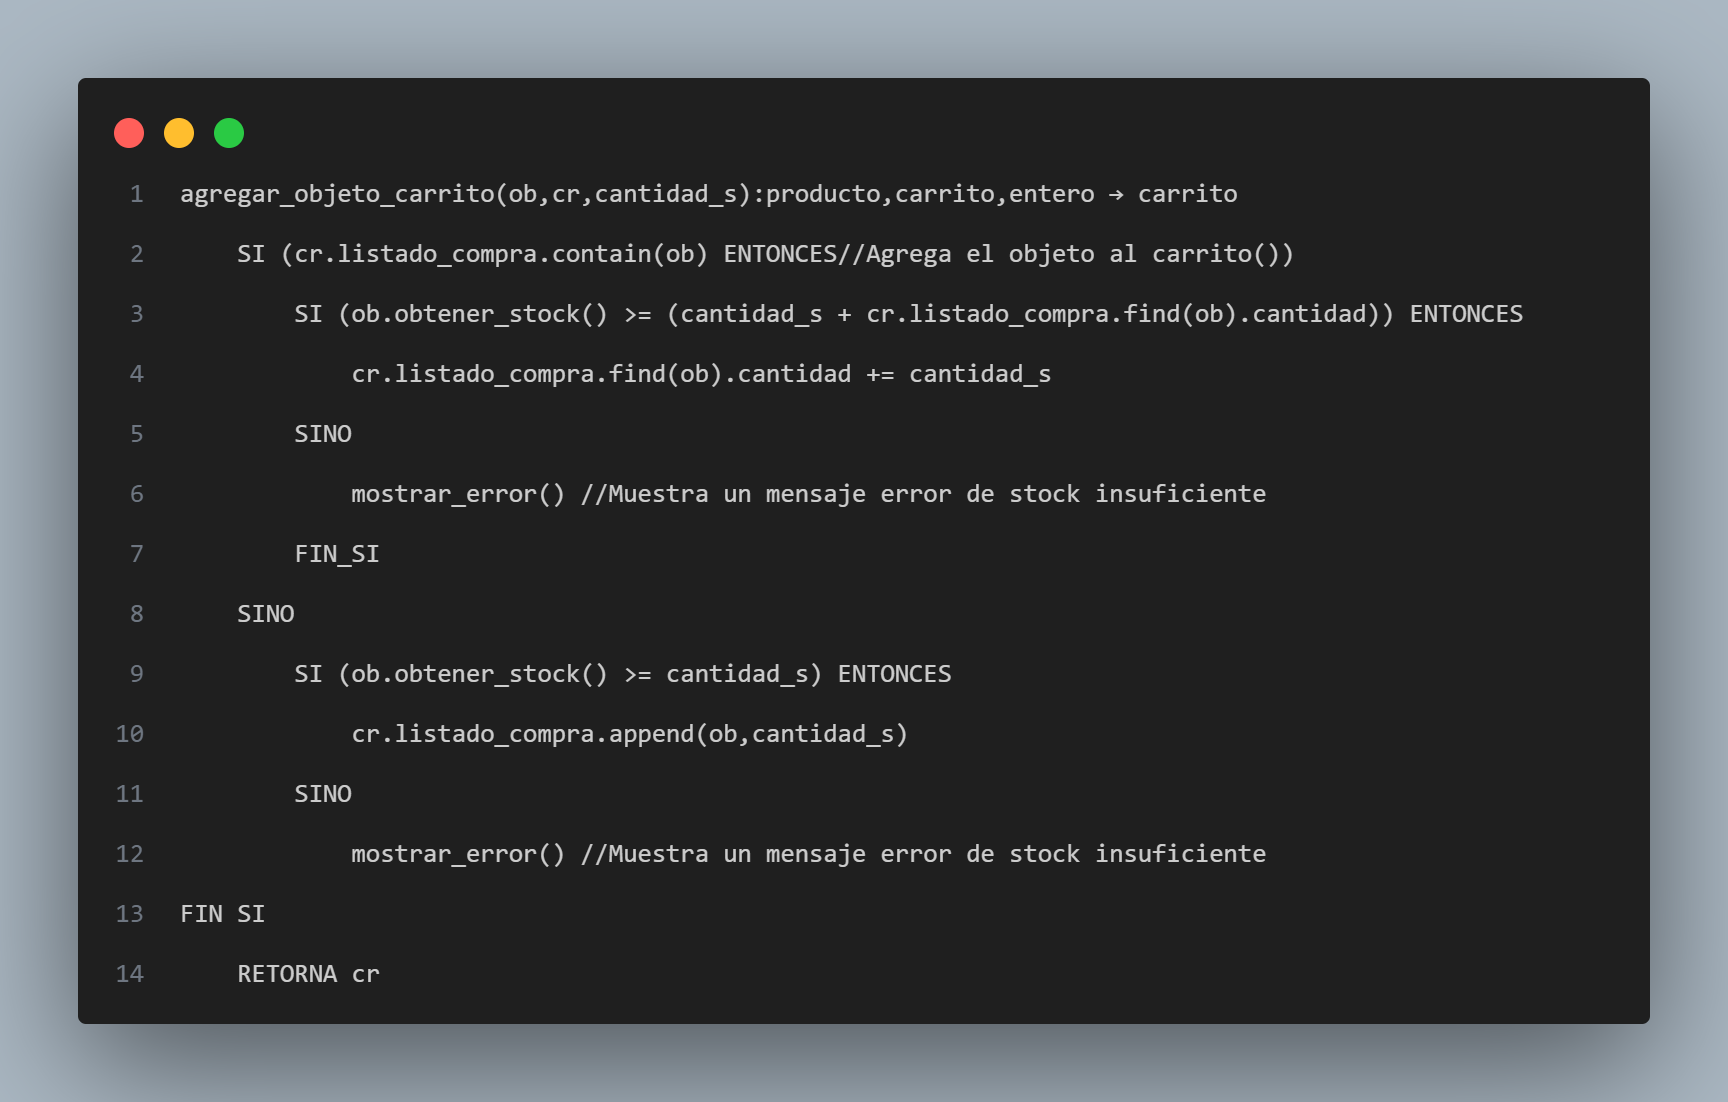 1 agregar_objeto_carrito(ob,cr,cantidad_s):producto,carrito,entero → carrito
2 SI (cr.listado_compra.contain(ob) ENTONCES//Agrega el objeto al carrito())
3 SI (ob.obtener_stock() >= (cantidad_s + cr.listado_compra.find(ob).cantidad)) ENTONCES
4 cr.listado_compra.find(ob).cantidad += cantidad_s
5 SINO
6 mostrar_error() //Muestra un mensaje error de stock insuficiente
7 FIN_SI
8 SINO
9 SI (ob.obtener_stock() >= cantidad_s) ENTONCES
10 cr.listado_compra.append(ob,cantidad_s)
11 SINO
12 mostrar_error() //Muestra un mensaje error de stock insuficiente
13 FIN SI
14 RETORNA cr